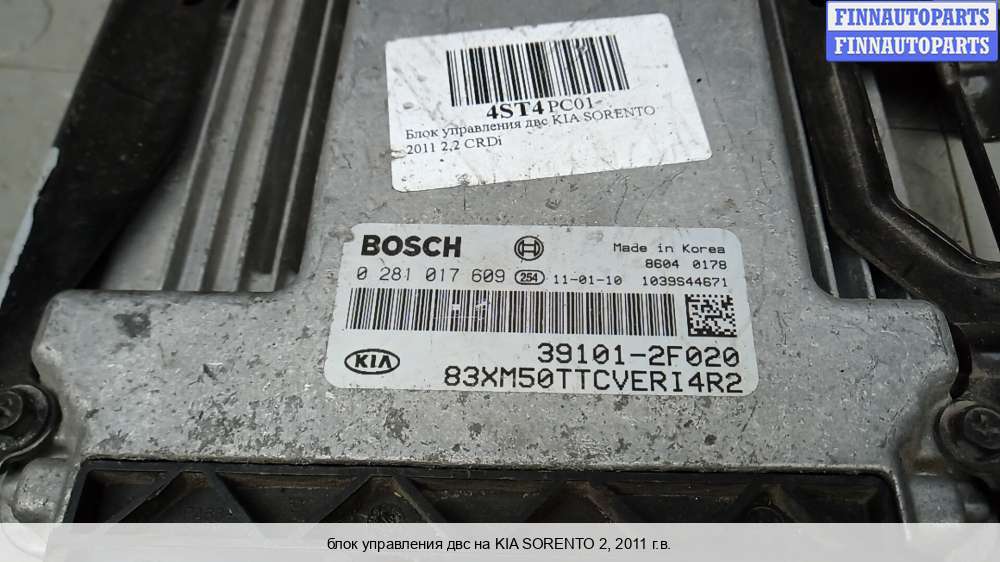 FINNAUTOPARTS
FINNAUTOPARTS
4ST4PC01
Блок управления двс KIA SORENTO
2011 2,2 CRDi
BOSCH
Made in Korea
8604 0178
0 281 017 609 254 11-01-10 1039S44671
39101-2F020
KIA
83XM50TTCVERI4R2
блок управления двс на KIA SORENTO 2, 2011 г.в.